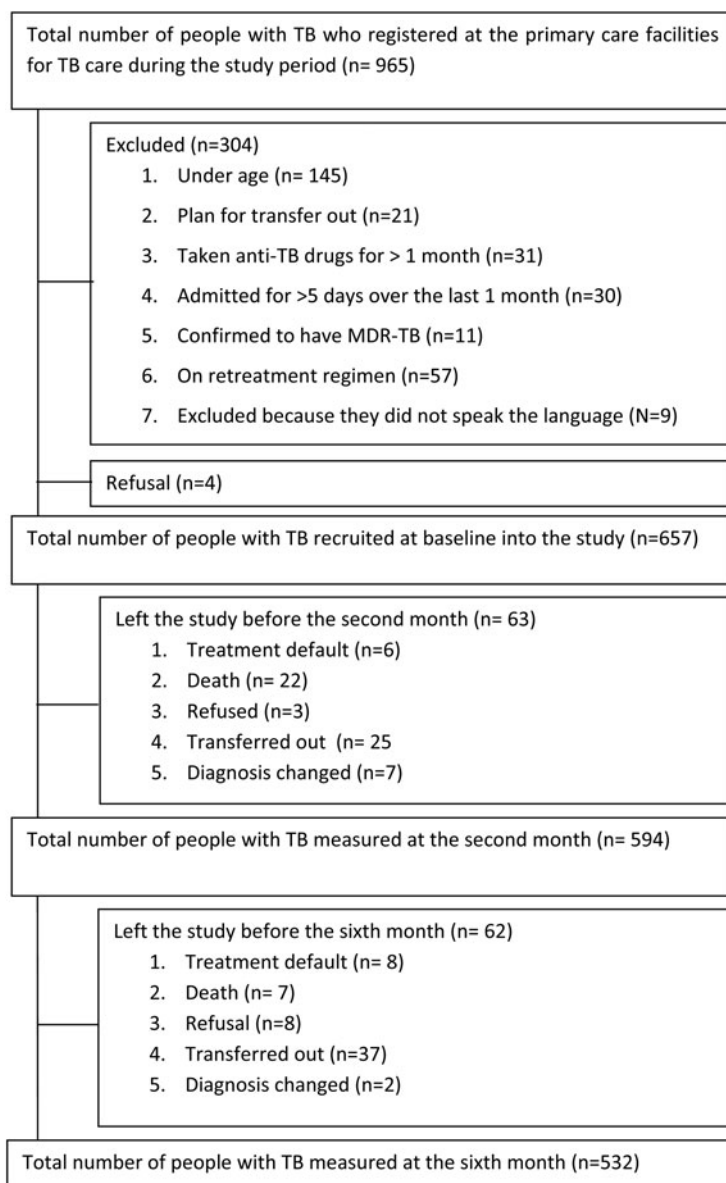 Total number of people with TB who registered at the primary care facilities
for TB care during the study period (n= 965)
Excluded (n=304)
1. Under age (n= 145)
2. Plan for transfer out (n=21)
3. Taken anti-TB drugs for > 1 month (n=31)
4. Admitted for >5 days over the last 1 month (n=30)
5. Confirmed to have MDR-TB (n=11)
6. On retreatment regimen (n=57)
7. Excluded because they did not speak the language (N=9)
Refusal (n=4)
Total number of people with TB recruited at baseline into the study (n=657)
Left the study before the second month (n= 63)
1. Treatment default (n=6)
2. Death (n= 22)
3. Refused (n=3)
4. Transferred out (n= 25
5. Diagnosis changed (n=7)
Total number of people with TB measured at the second month (n= 594)
Left the study before the sixth month (n= 62)
1. Treatment default (n= 8)
2. Death (n= 7)
3. Refusal (n=8)
4. Transferred out (n=37)
5. Diagnosis changed (n=2)
Total number of people with TB measured at the sixth month (n=532)